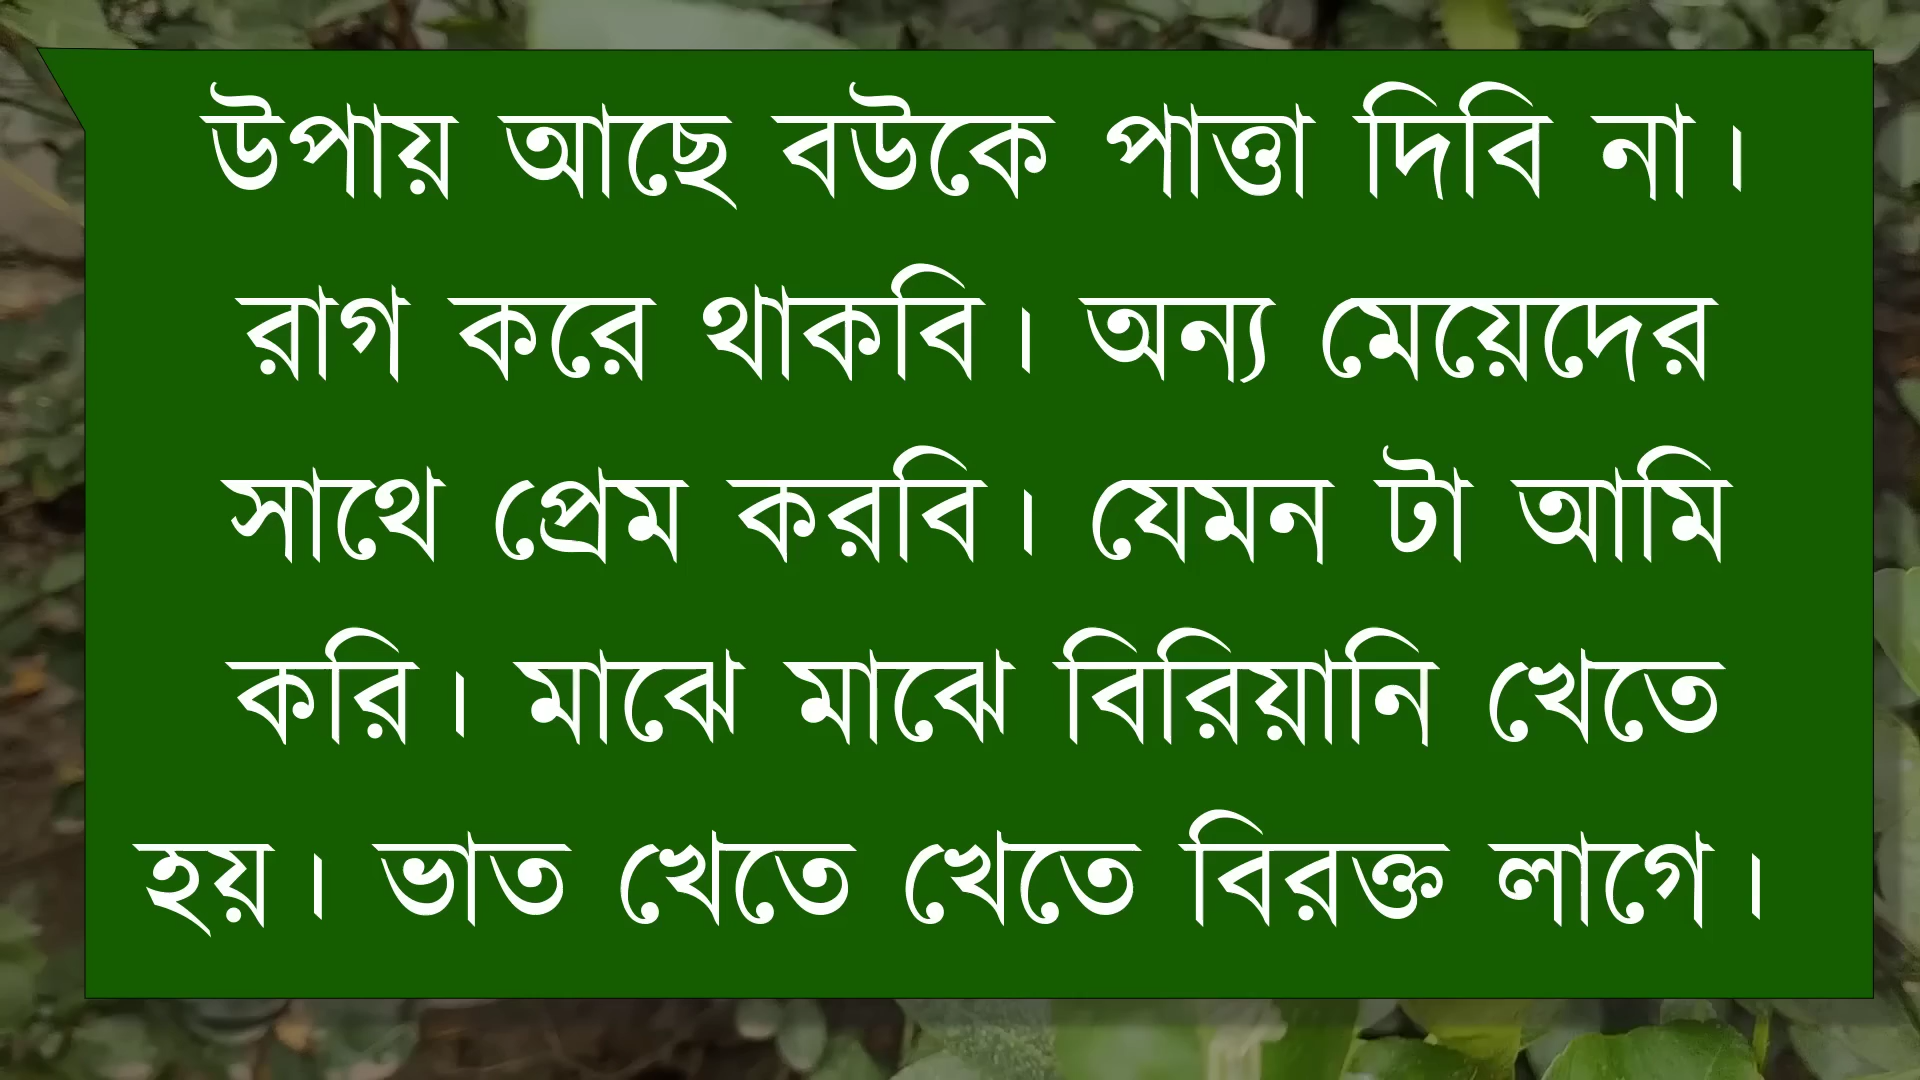 উপায় আছে বউকে পাত্তা দিবি না।
রাগ করে থাকবি। অন্য মেয়েদের
সাথে প্রেম করবি। যেমন টা আমি
করি। মাঝে মাঝে বিরিয়ানি খেতে
হয়। ভাত খেতে খেতে বিরক্ত লাগে।